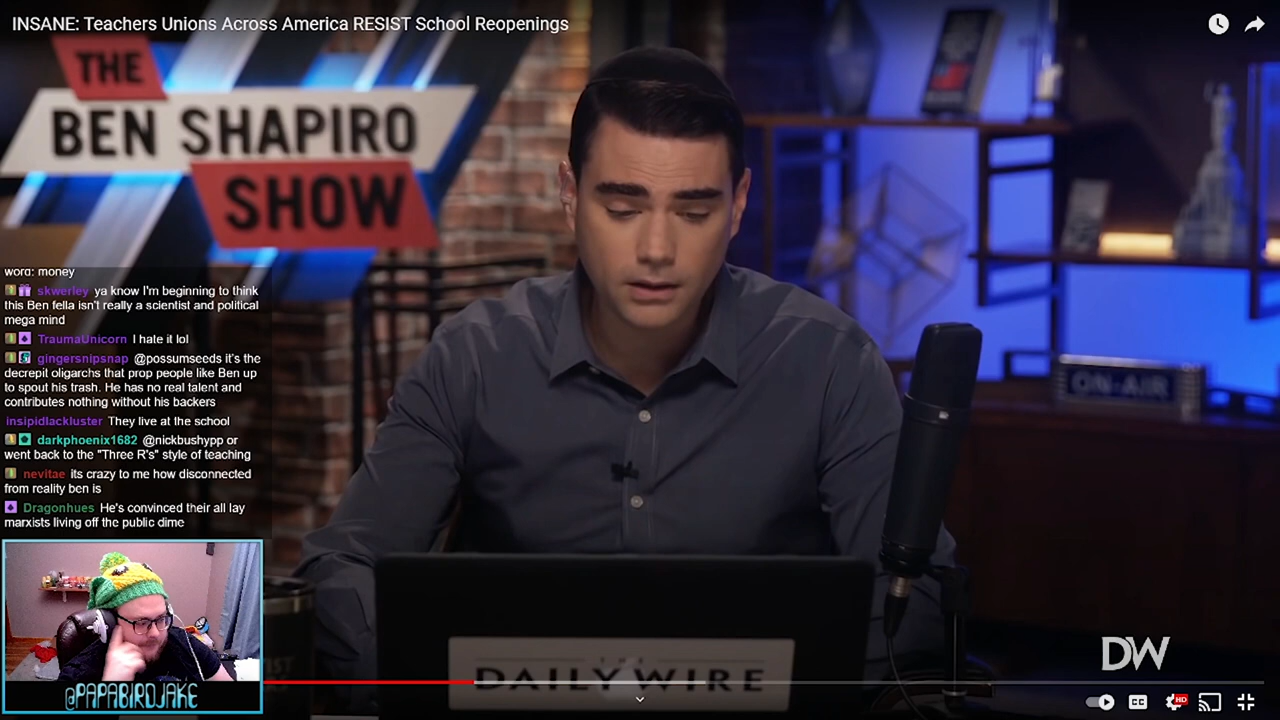 INSANE: Teachers Unions Across America RESIST School Reopenings
THE
BEN SHAPIRO
SHOW
word: money
skwerley ya know I'm beginning to think
this Ben fella isn't really a scientist and political
mega mind
TraumaUnicorn I hate it lol
gingersnipsnap @possumseeds it's the
decrepit oligarchs that prop people like Ben up
to spout his trash. He has no real talent and
contributes nothing without his backers
insipidlackluster They live at the school
darkphoenix1682 @nickbushypp or
went back to the "Three R's" style of teaching
nevitae its crazy to me how disconnected
from reality ben is
Dragonhues He's convinced their all lay
marxists living off the public dime
ON-AIR
@PAPABIRDJAKE
DAILY WIRE
DW
CC
HD